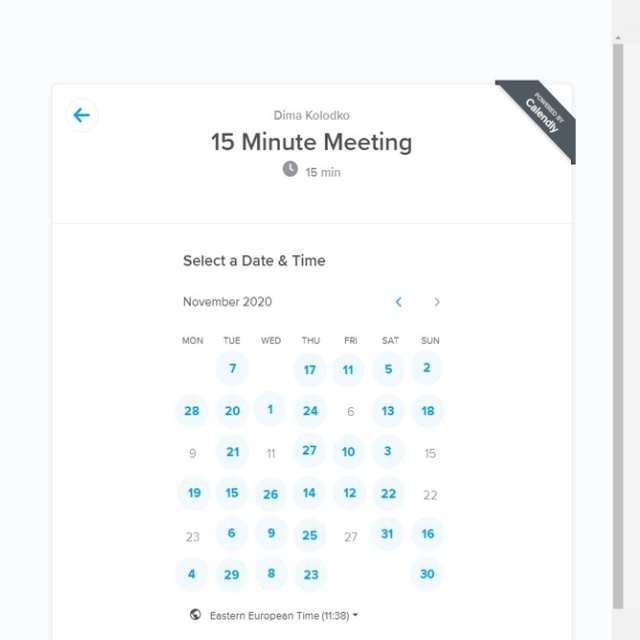 POWERED BY
Calendly
Dima Kolodko
15 Minute Meeting
15 min
Select a Date & Time
November 2020
MON TUE WED THU FRI SAT SUN
7 17 11 5 2
28 20 1 24 6 13 18
9 21 11 27 10 3 15
19 15 26 14 12 22 22
23 6 9 25 27 31 16
4 29 8 23 30
Eastern European Time (11:38)